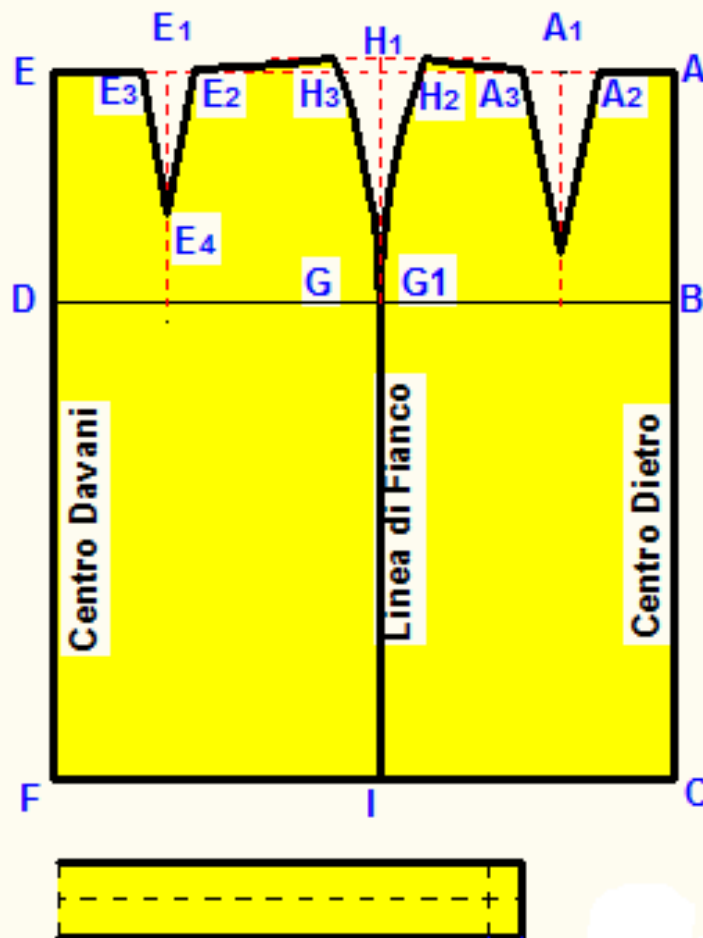 E1
H1
A1
E
A
E3
E2
H3
H2
A3
A2
E4
G
G1
D
B
Centro Davani
Linea di Fianco
Centro Dietro
F
I
C